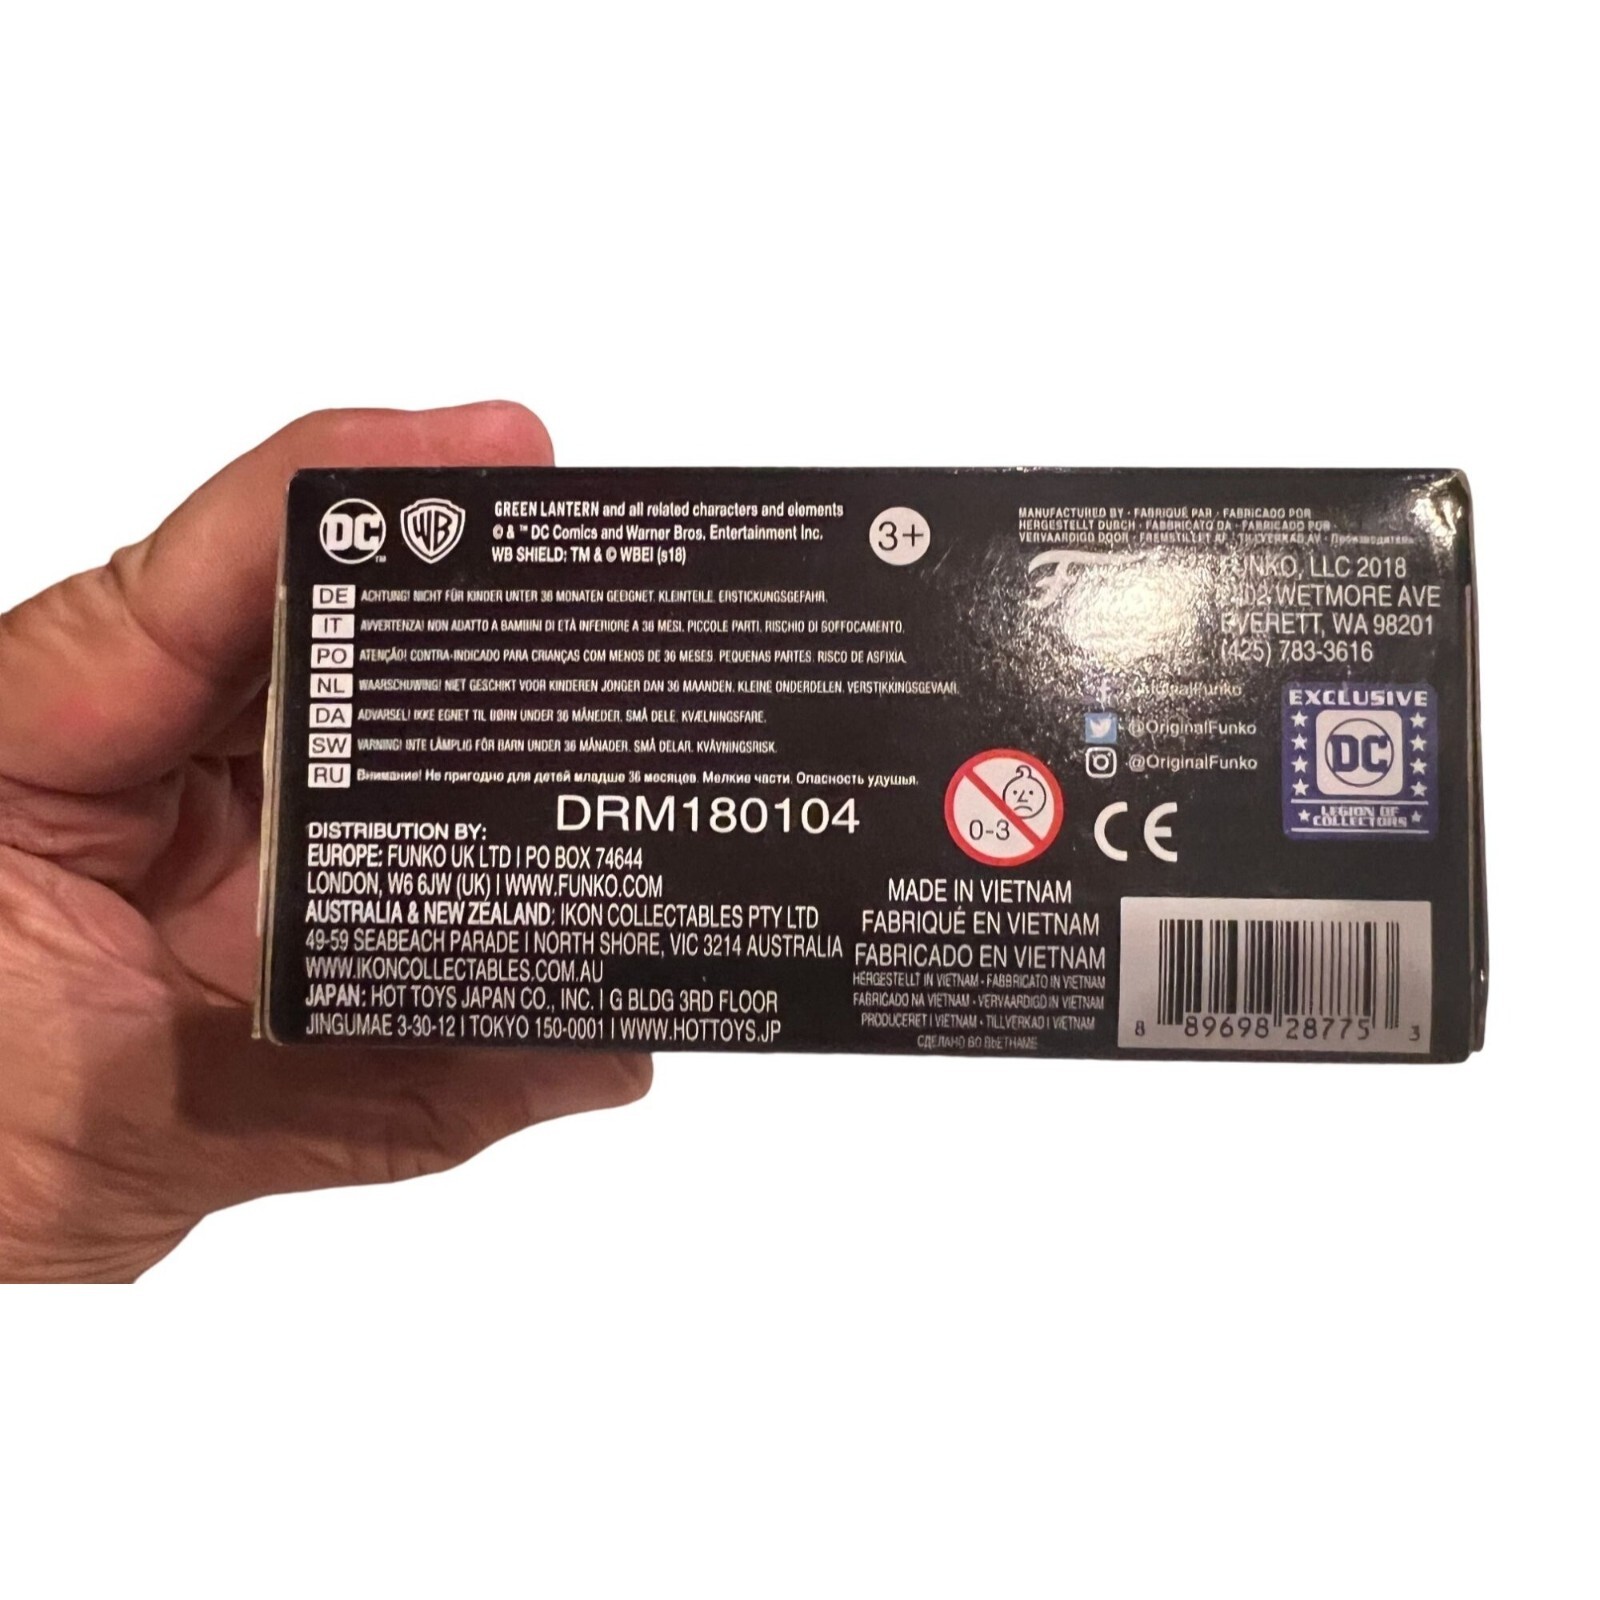 DC WB GREEN LANTERN and all related characters and elements
© & ™ DC Comics and Warner Bros. Entertainment Inc.
WB SHIELD: TM & © WBEI (s18)
3+
MANUFACTURED BY · FABRIQUÉ PAR · FABRICADO POR
HERGESTELLT DURCH · FABBRICATO DA · FABRICADO POR
VERVAARDIGD DOOR · FREMSTILLET AF · TILLVERKAD AV · Производитель
FUNKO, LLC 2018
WETMORE AVE
EVERETT, WA 98201
(425) 783-3616
DE ACHTUNG! NICHT FÜR KINDER UNTER 36 MONATEN GEEIGNET. KLEINTEILE. ERSTICKUNGSGEFAHR.
IT AVVERTENZA! NON ADATTO A BAMBINI DI ETÀ INFERIORE A 36 MESI. PICCOLE PARTI. RISCHIO DI SOFFOCAMENTO.
PO ATENÇÃO! CONTRA-INDICADO PARA CRIANÇAS COM MENOS DE 36 MESES. PEQUENAS PARTES. RISCO DE ASFIXIA.
NL WAARSCHUWING! NIET GESCHIKT VOOR KINDEREN JONGER DAN 36 MAANDEN. KLEINE ONDERDELEN. VERSTIKKINGSGEVAAR.
DA ADVARSEL! IKKE EGNET TIL BØRN UNDER 36 MÅNEDER. SMÅ DELE. KVÆLNINGSFARE.
SW VARNING! INTE LÄMPLIG FÖR BARN UNDER 36 MÅNADER. SMÅ DELAR. KVÄVNINGSRISK.
RU Внимание! Не пригодно для детей младше 36 месяцев. Мелкие части. Опасность удушья.
@OriginalFunko
@OriginalFunko
EXCLUSIVE
DC
LEGION OF
COLLECTORS
DRM180104
0-3
CE
DISTRIBUTION BY:
EUROPE: FUNKO UK LTD | PO BOX 74644
LONDON, W6 6JW (UK) | WWW.FUNKO.COM
AUSTRALIA & NEW ZEALAND: IKON COLLECTABLES PTY LTD
49-59 SEABEACH PARADE | NORTH SHORE, VIC 3214 AUSTRALIA
WWW.IKONCOLLECTABLES.COM.AU
JAPAN: HOT TOYS JAPAN CO., INC. | G BLDG 3RD FLOOR
JINGUMAE 3-30-12 | TOKYO 150-0001 | WWW.HOTTOYS.JP
MADE IN VIETNAM
FABRIQUÉ EN VIETNAM
FABRICADO EN VIETNAM
HERGESTELLT IN VIETNAM · FABBRICATO IN VIETNAM
FABRICADO NA VIETNAM · VERVAARDIGD IN VIETNAM
PRODUCERET I VIETNAM · TILLVERKAD I VIETNAM
СДЕЛАНО ВО ВЬЕТНАМЕ
8 89698 28775 3